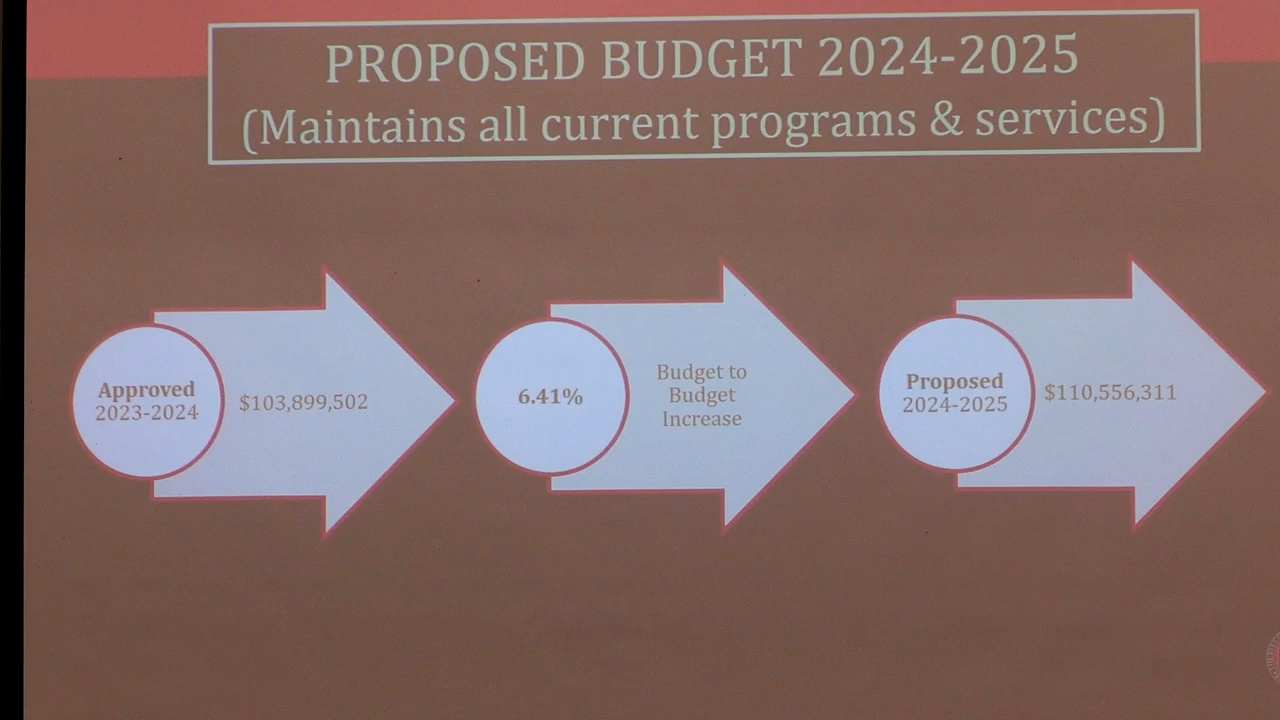 PROPOSED BUDGET 2024-2025
(Maintains all current programs & services)
Approved
2023-2024
$103,899,502
6.41%
Budget to
Budget
Increase
Proposed
2024-2025
$110,556,311